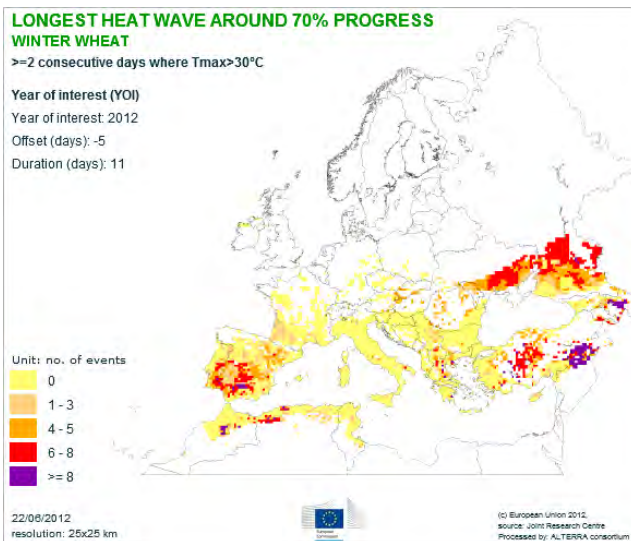 LONGEST HEAT WAVE AROUND 70% PROGRESS
WINTER WHEAT
>=2 consecutive days where Tmax>30°C
Year of interest (YOI)
Year of interest: 2012
Offset (days): -5
Duration (days): 11
Unit: no. of events
0
1 - 3
4 - 5
6 - 8
>= 8
22/06/2012
resolution: 25x25 km
European
Commission
(c) European Union 2012,
source: Joint Research Centre
Processed by: ALTERRA consortium